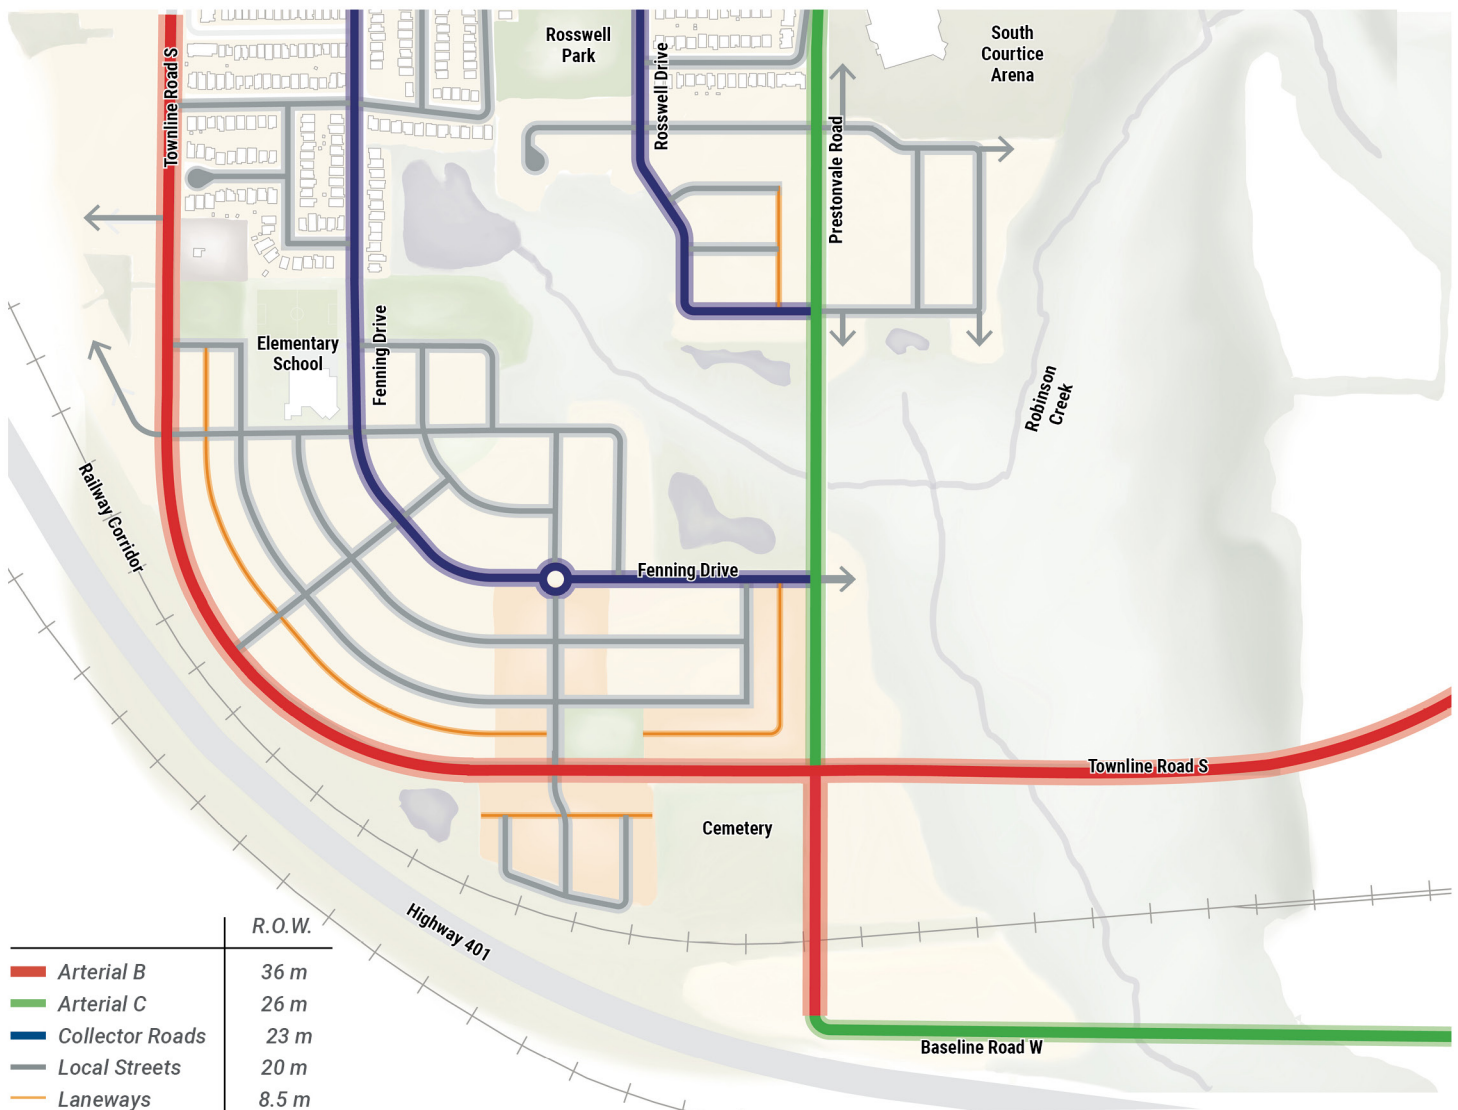 Rosswell
Park
South
Courtice
Arena
Townline Road S
Rosswell Drive
Prestonvale Road
Elementary
School
Fenning Drive
Robinson
Creek
Railway Corridor
Fenning Drive
Townline Road S
Cemetery
Highway 401
Baseline Road W
R.O.W.
Arterial B 36 m
Arterial C 26 m
Collector Roads 23 m
Local Streets 20 m
Laneways 8.5 m